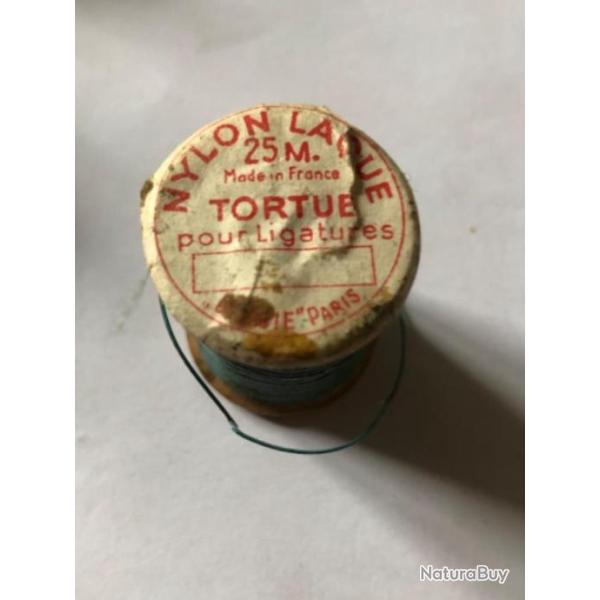 NYLON LAQUE
25 M.
Made in France
TORTUE
pour Ligatures
PARIS
NaturaBuy